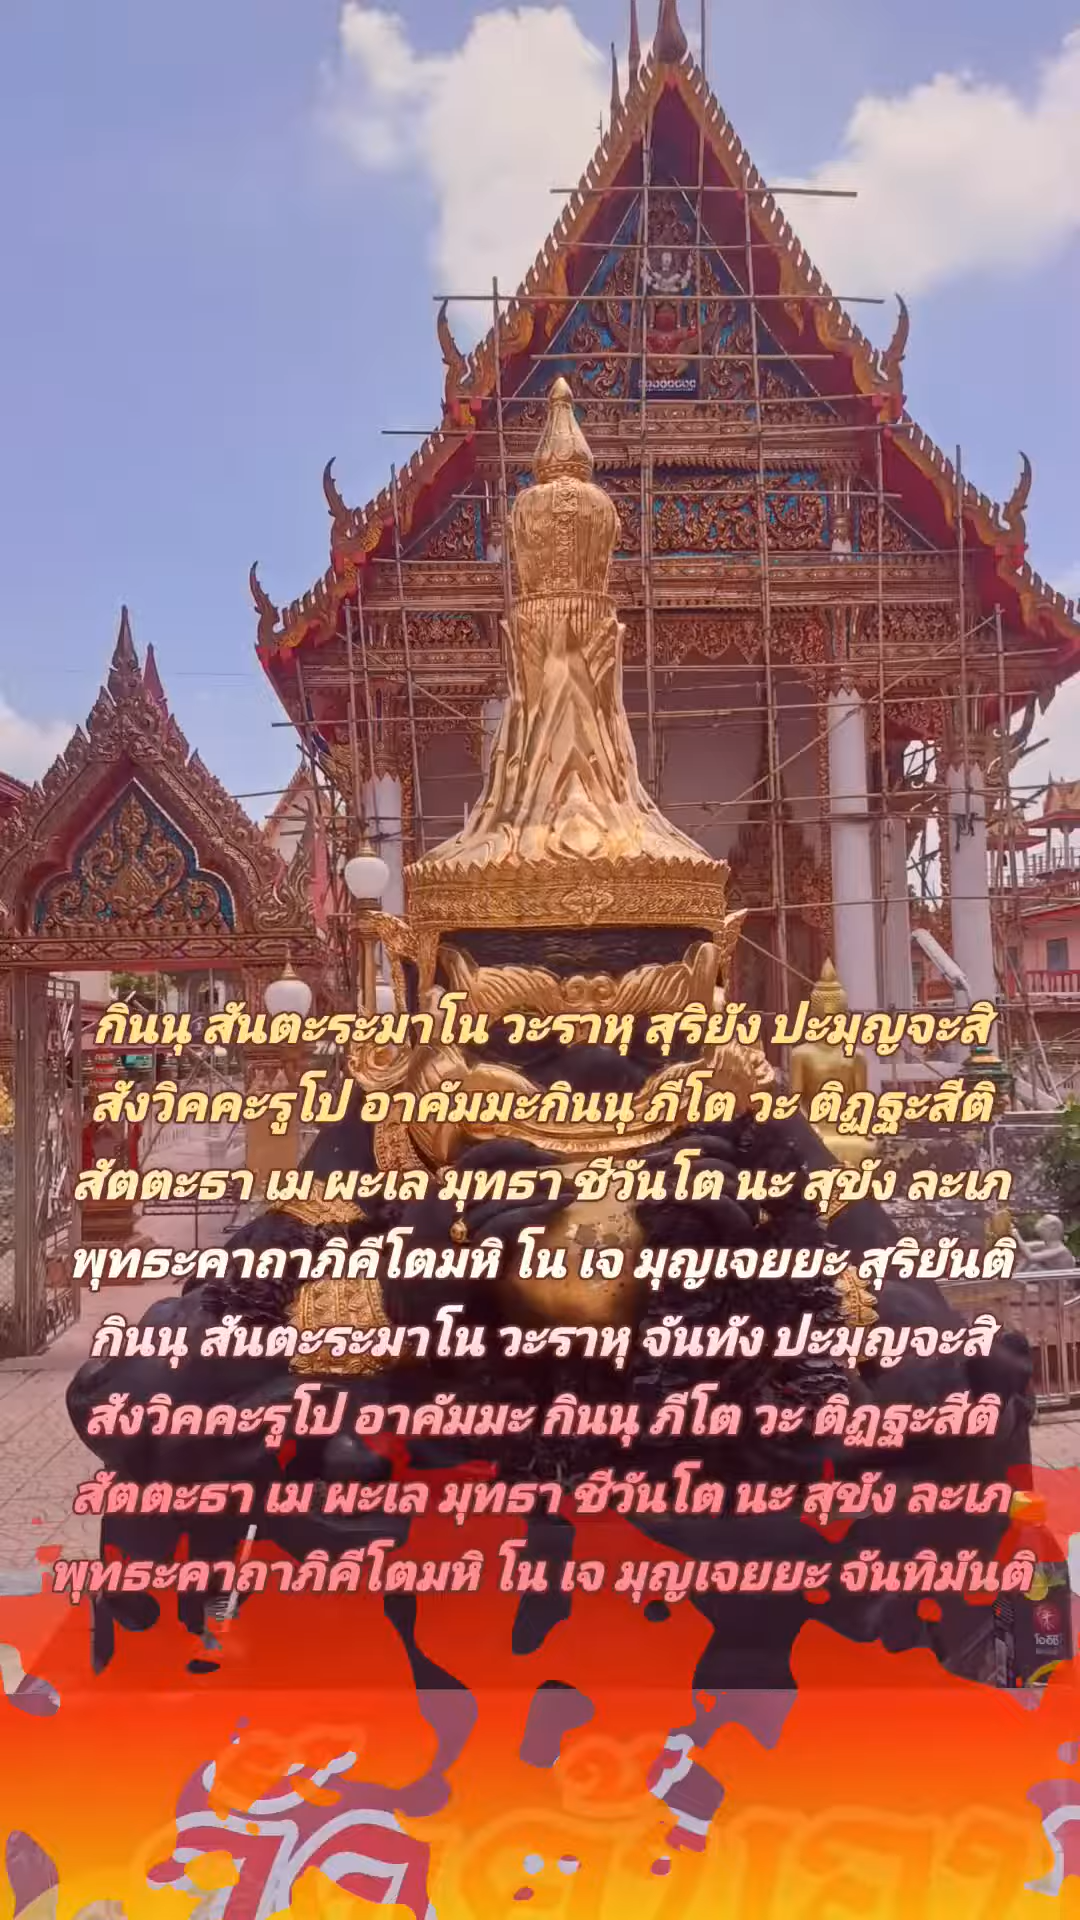 กินนุ สันตะระมาโน วะราหุ สุริยัง ปะมุญจะสิ
สังวิคคะรูโป อาคัมมะกินนุ ภีโต วะ ติฏฐะสีติ
สัตตะธา เม ผะเล มุทธา ชีวันโต นะ สุขัง ละเภ
พุทธะคาถาภิคีโตมหิ โน เจ มุญเจยยะ สุริยันติ
กินนุ สันตะระมาโน วะราหุ จันทัง ปะมุญจะสิ
สังวิคคะรูโป อาคัมมะ กินนุ ภีโต วะ ติฏฐะสีติ
สัตตะธา เม ผะเล มุทธา ชีวันโต นะ สุขัง ละเภ
พุทธะคาถาภิคีโตมหิ โน เจ มุญเจยยะ จันทิมันติ
โออิชิ